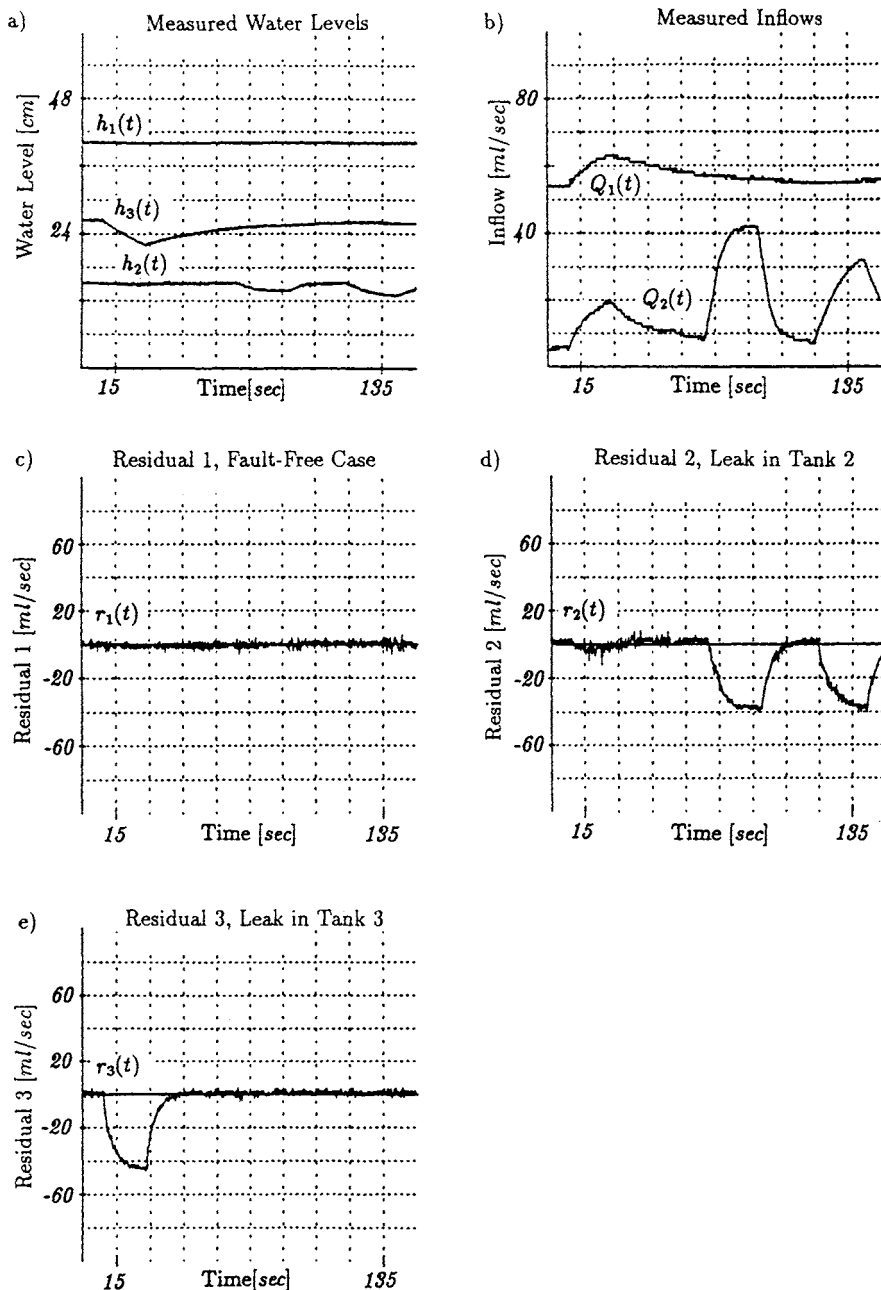 a) Measured Water Levels
Water Level [cm]
48
24
h₁(t)
h₃(t)
h₂(t)
15 Time[sec] 135
b) Measured Inflows
Inflow [ml/sec]
80
40
Q₁(t)
Q₂(t)
15 Time[sec] 135
c) Residual 1, Fault-Free Case
Residual 1 [ml/sec]
60
20
-20
-60
r₁(t)
15 Time [sec] 135
d) Residual 2, Leak in Tank 2
Residual 2 [ml/sec]
60
20
-20
-60
r₂(t)
15 Time [sec] 135
e) Residual 3, Leak in Tank 3
Residual 3 [ml/sec]
60
20
-20
-60
r₃(t)
15 Time[sec] 135